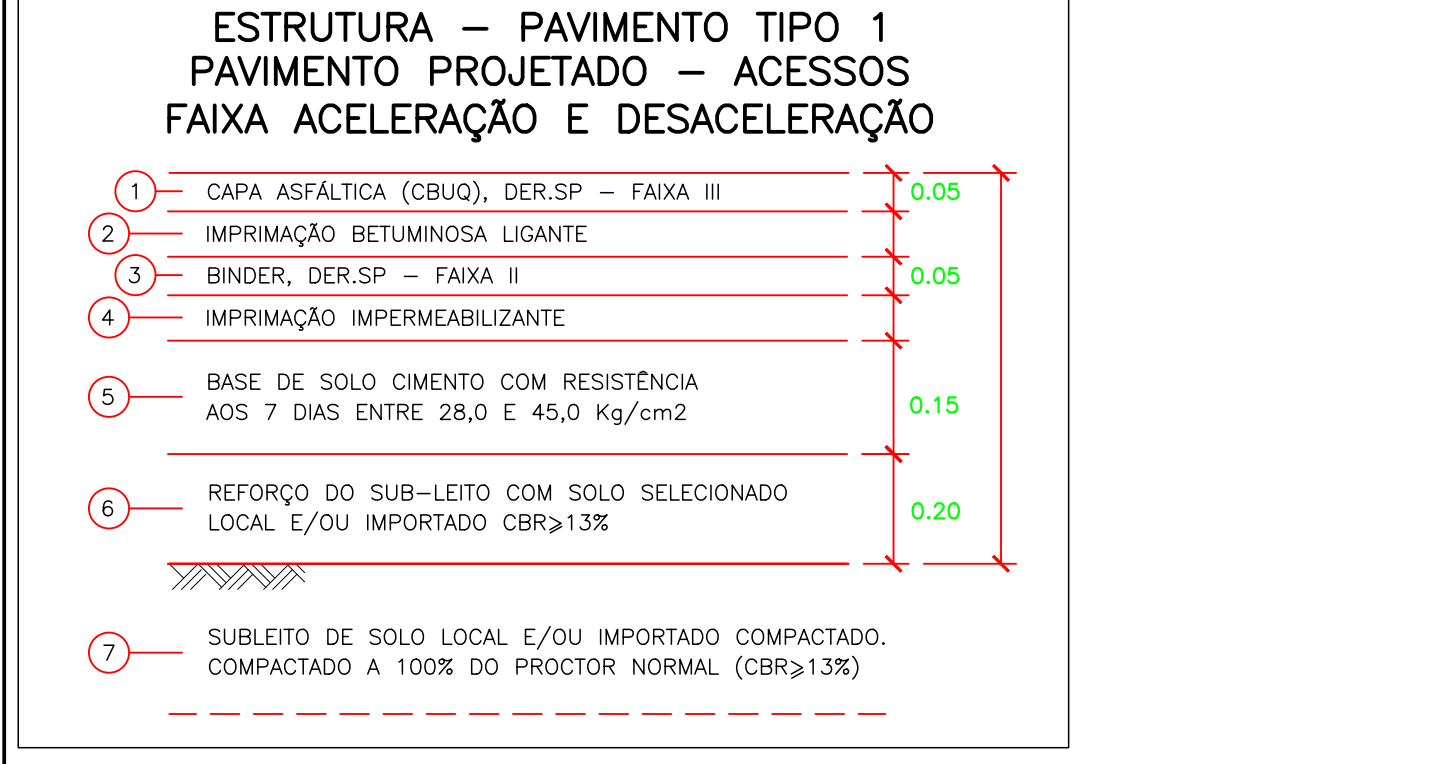 ESTRUTURA – PAVIMENTO TIPO 1
PAVIMENTO PROJETADO – ACESSOS
FAIXA ACELERAÇÃO E DESACELERAÇÃO
1 CAPA ASFÁLTICA (CBUQ), DER.SP – FAIXA III 0.05
2 IMPRIMAÇÃO BETUMINOSA LIGANTE
3 BINDER, DER.SP – FAIXA II 0.05
4 IMPRIMAÇÃO IMPERMEABILIZANTE
5 BASE DE SOLO CIMENTO COM RESISTÊNCIA
AOS 7 DIAS ENTRE 28,0 E 45,0 Kg/cm2 0.15
6 REFORÇO DO SUB–LEITO COM SOLO SELECIONADO
LOCAL E/OU IMPORTADO CBR⩾13% 0.20
7 SUBLEITO DE SOLO LOCAL E/OU IMPORTADO COMPACTADO.
COMPACTADO A 100% DO PROCTOR NORMAL (CBR⩾13%)